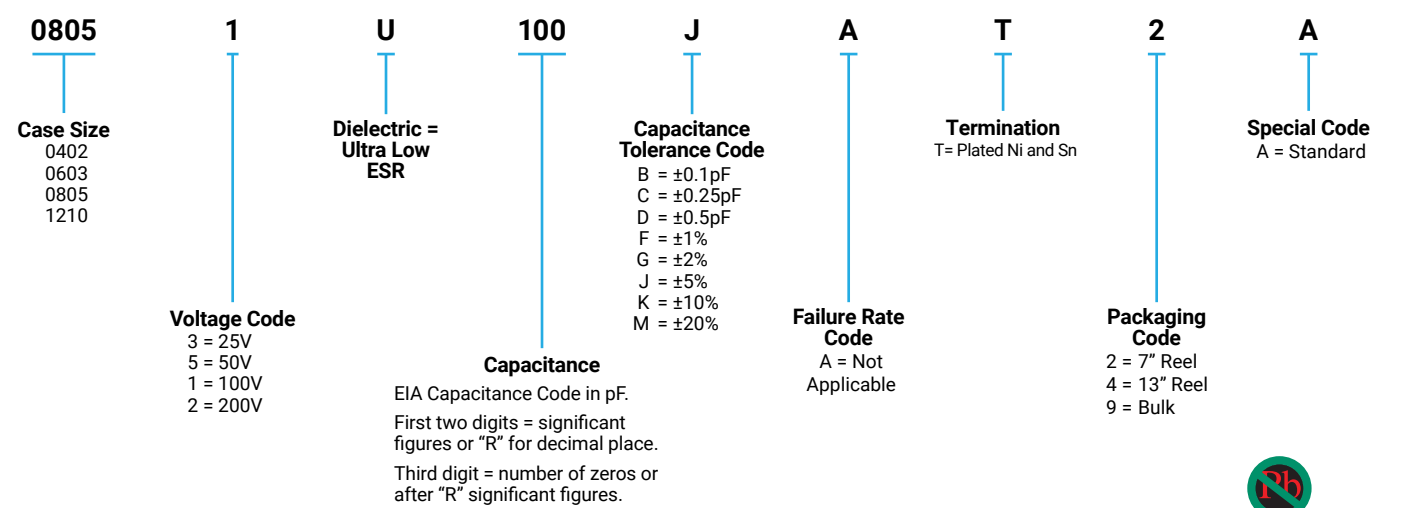 0805 1 U 100 J A T 2 A
Case Size
0402
0603
0805
1210
Voltage Code
3 = 25V
5 = 50V
1 = 100V
2 = 200V
Dielectric =
Ultra Low
ESR
Capacitance
EIA Capacitance Code in pF.
First two digits = significant
figures or “R” for decimal place.
Third digit = number of zeros or
after “R” significant figures.
Capacitance
Tolerance Code
B = ±0.1pF
C = ±0.25pF
D = ±0.5pF
F = ±1%
G = ±2%
J = ±5%
K = ±10%
M = ±20%
Failure Rate
Code
A = Not
Applicable
Termination
T= Plated Ni and Sn
Packaging
Code
2 = 7” Reel
4 = 13” Reel
9 = Bulk
Special Code
A = Standard
Pb